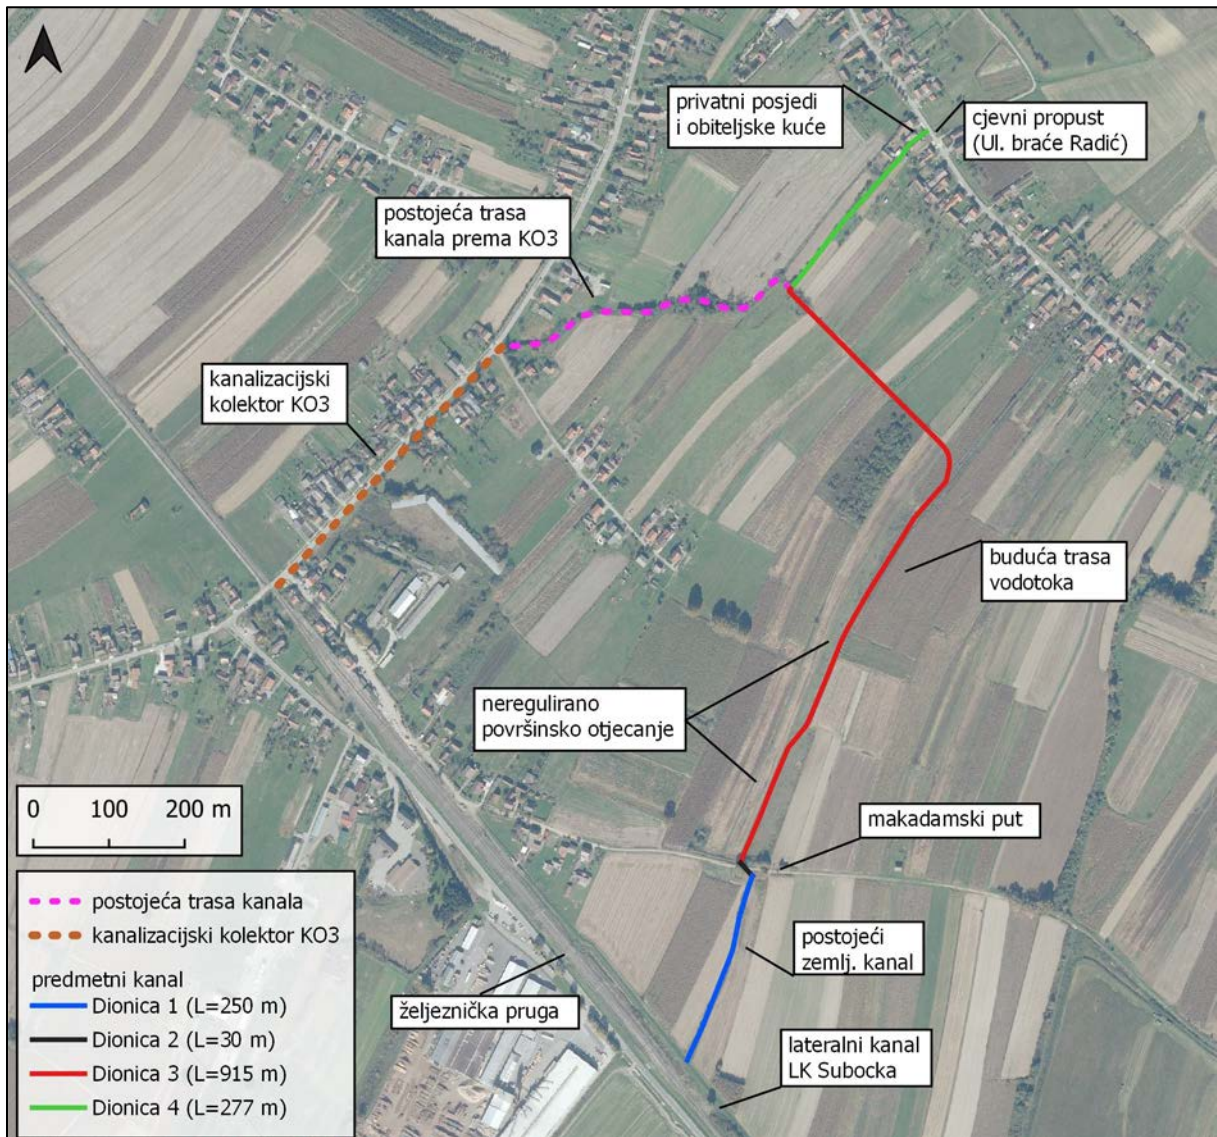 privatni posjedi
i obiteljske kuće
cjevni propust
(Ul. braće Radić)
postojeća trasa
kanala prema KO3
kanalizacijski
kolektor KO3
buduća trasa
vodotoka
neregulirano
površinsko otjecanje
makadamski put
postojeći
zemlj. kanal
željeznička pruga
lateralni kanal
LK Subocka
0 100 200 m
postojeća trasa kanala
kanalizacijski kolektor KO3
predmetni kanal
Dionica 1 (L=250 m)
Dionica 2 (L=30 m)
Dionica 3 (L=915 m)
Dionica 4 (L=277 m)